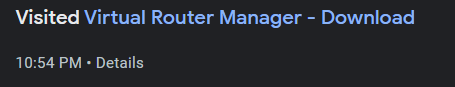 Visited Virtual Router Manager - Download
10:54 PM • Details